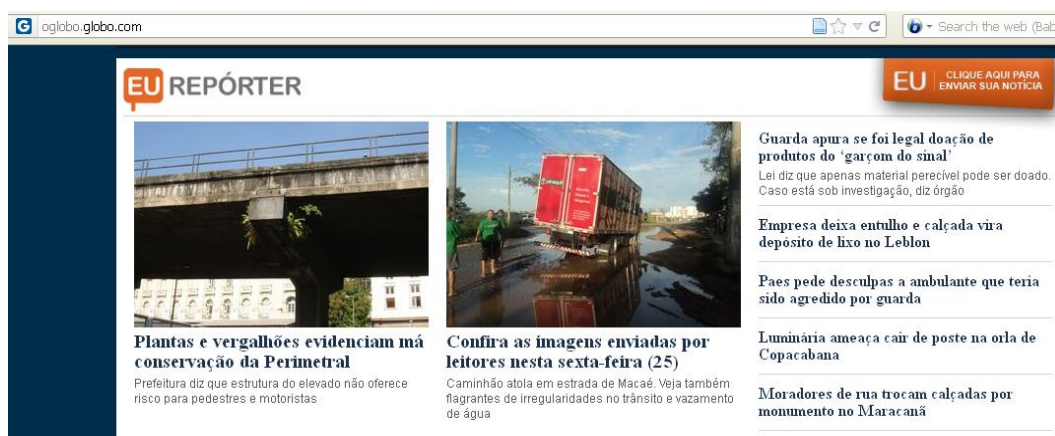 oglobo.globo.com
Search the web (Bab
EU REPÓRTER
EU CLIQUE AQUI PARA
ENVIAR SUA NOTÍCIA
Plantas e vergalhões evidenciam má
conservação da Perimetral
Prefeitura diz que estrutura do elevado não oferece
risco para pedestres e motoristas
Confira as imagens enviadas por
leitores nesta sexta-feira (25)
Caminhão atola em estrada de Macaé. Veja também
flagrantes de irregularidades no trânsito e vazamento
de água
Guarda apura se foi legal doação de
produtos do ‘garçom do sinal’
Lei diz que apenas material perecível pode ser doado.
Caso está sob investigação, diz órgão
Empresa deixa entulho e calçada vira
depósito de lixo no Leblon
Paes pede desculpas a ambulante que teria
sido agredido por guarda
Luminária ameaça cair de poste na orla de
Copacabana
Moradores de rua trocam calçadas por
monumento no Maracanã